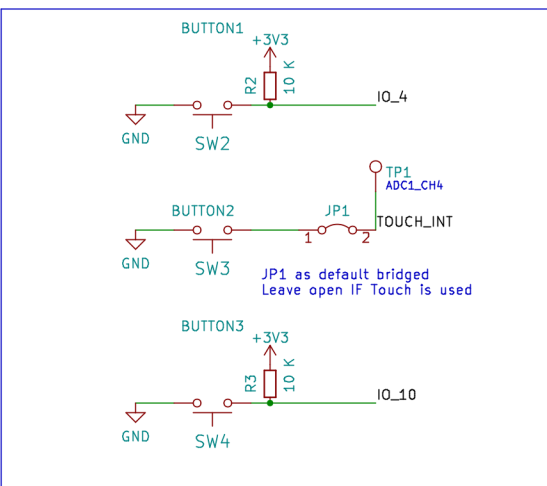 BUTTON1
+3V3
R2
10 K
IO_4
GND
SW2
TP1
ADC1_CH4
BUTTON2
JP1
TOUCH_INT
1
2
GND
SW3
JP1 as default bridged
Leave open IF Touch is used
BUTTON3
+3V3
R3
10 K
IO_10
GND
SW4